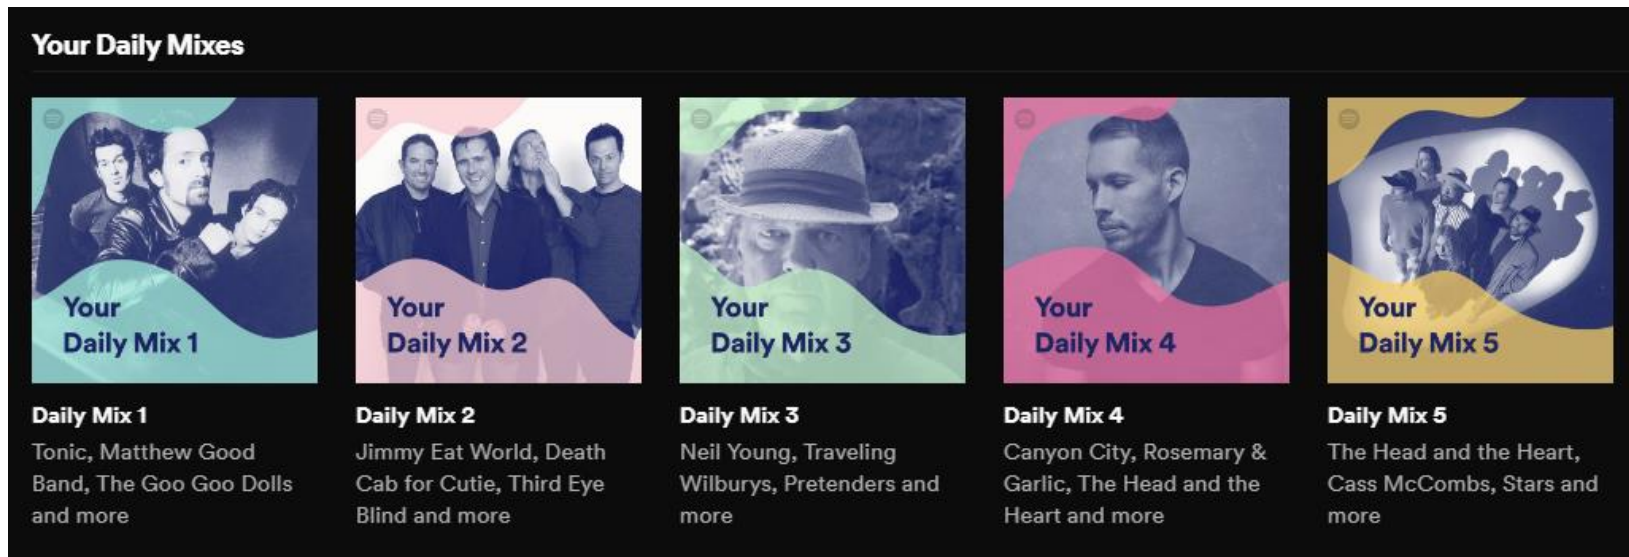 Your Daily Mixes
Your
Daily Mix 1
Your
Daily Mix 2
Your
Daily Mix 3
Your
Daily Mix 4
Your
Daily Mix 5
Daily Mix 1
Tonic, Matthew Good
Band, The Goo Goo Dolls
and more
Daily Mix 2
Jimmy Eat World, Death
Cab for Cutie, Third Eye
Blind and more
Daily Mix 3
Neil Young, Traveling
Wilburys, Pretenders and
more
Daily Mix 4
Canyon City, Rosemary &
Garlic, The Head and the
Heart and more
Daily Mix 5
The Head and the Heart,
Cass McCombs, Stars and
more